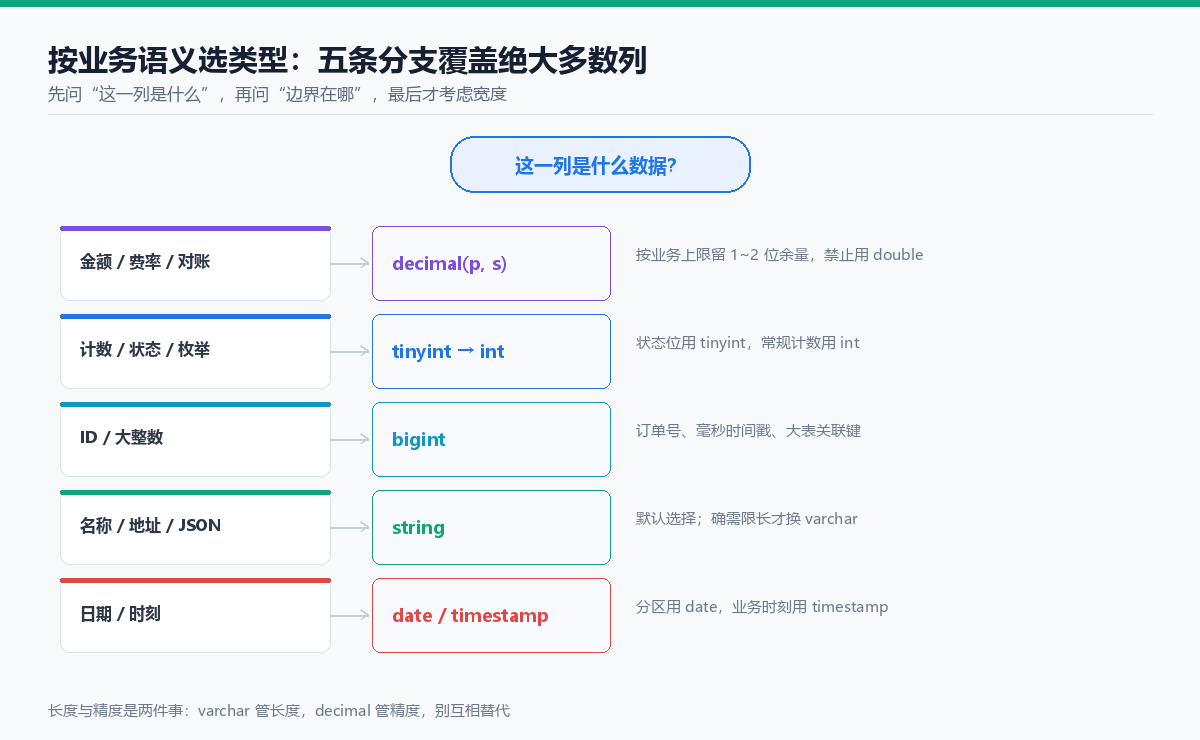 按业务语义选类型：五条分支覆盖绝大多数列
先问“这一列是什么”，再问“边界在哪”，最后才考虑宽度
这一列是什么数据?
金额 / 费率 / 对账
decimal(p, s)
按业务上限留 1~2 位余量，禁止用 double
计数 / 状态 / 枚举
tinyint → int
状态位用 tinyint，常规计数用 int
ID / 大整数
bigint
订单号、毫秒时间戳、大表关联键
名称 / 地址 / JSON
string
默认选择；确需限长才换 varchar
日期 / 时刻
date / timestamp
分区用 date，业务时刻用 timestamp
长度与精度是两件事：varchar 管长度，decimal 管精度，别互相替代